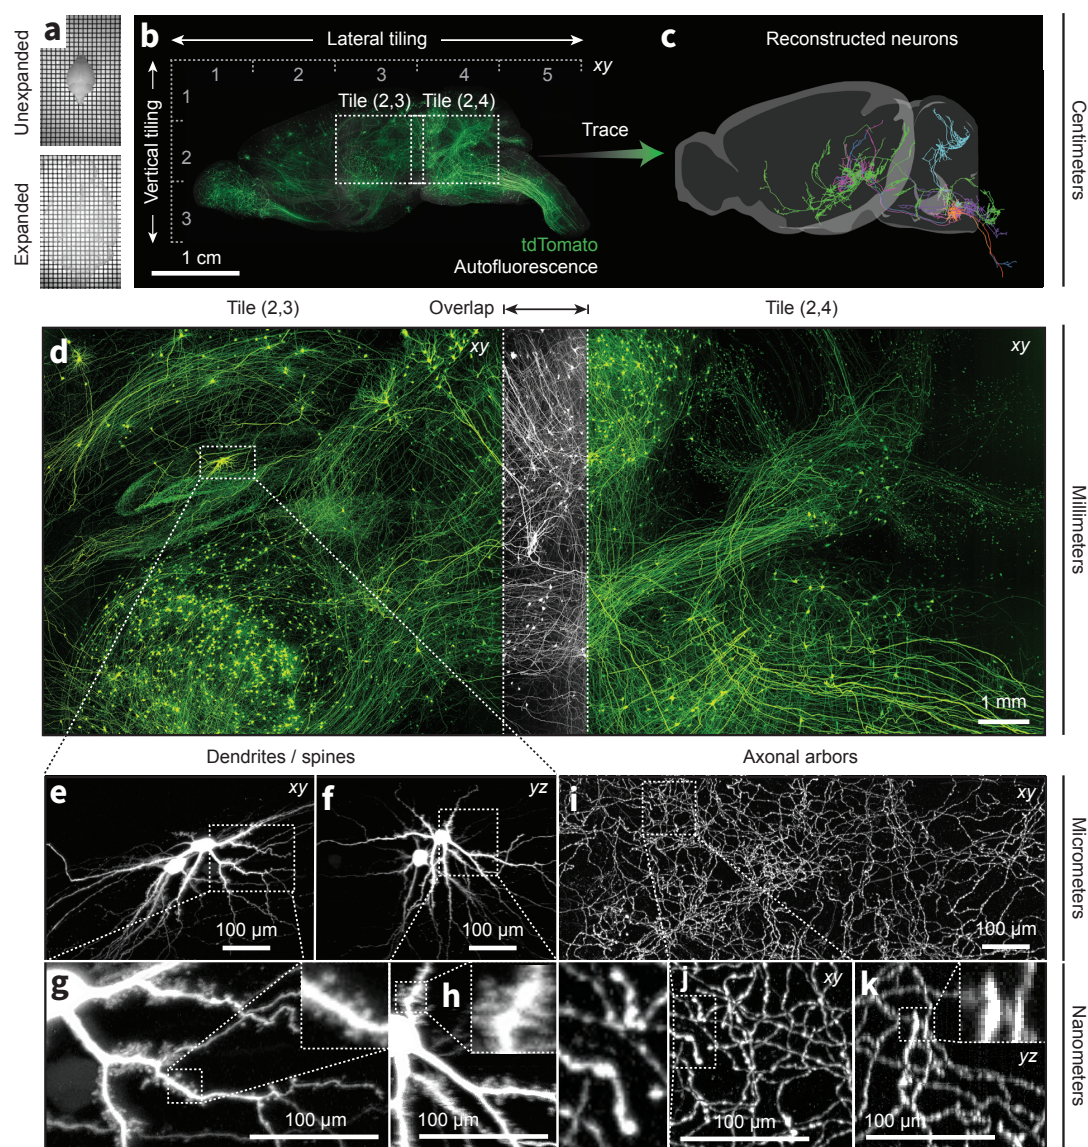 a
Unexpanded
Expanded
b
Lateral tiling
xy
1 2 3 4 5
Vertical tiling
1
2
3
Tile (2,3) Tile (2,4)
tdTomato
Autofluorescence
1 cm
Trace
c
Reconstructed neurons
Centimeters
Tile (2,3)
Overlap
Tile (2,4)
d
xy
xy
1 mm
Millimeters
Dendrites / spines
Axonal arbors
e
xy
100 µm
f
yz
100 µm
i
xy
100 µm
Micrometers
g
100 µm
h
100 µm
j
xy
100 µm
k
yz
100 µm
Nanometers